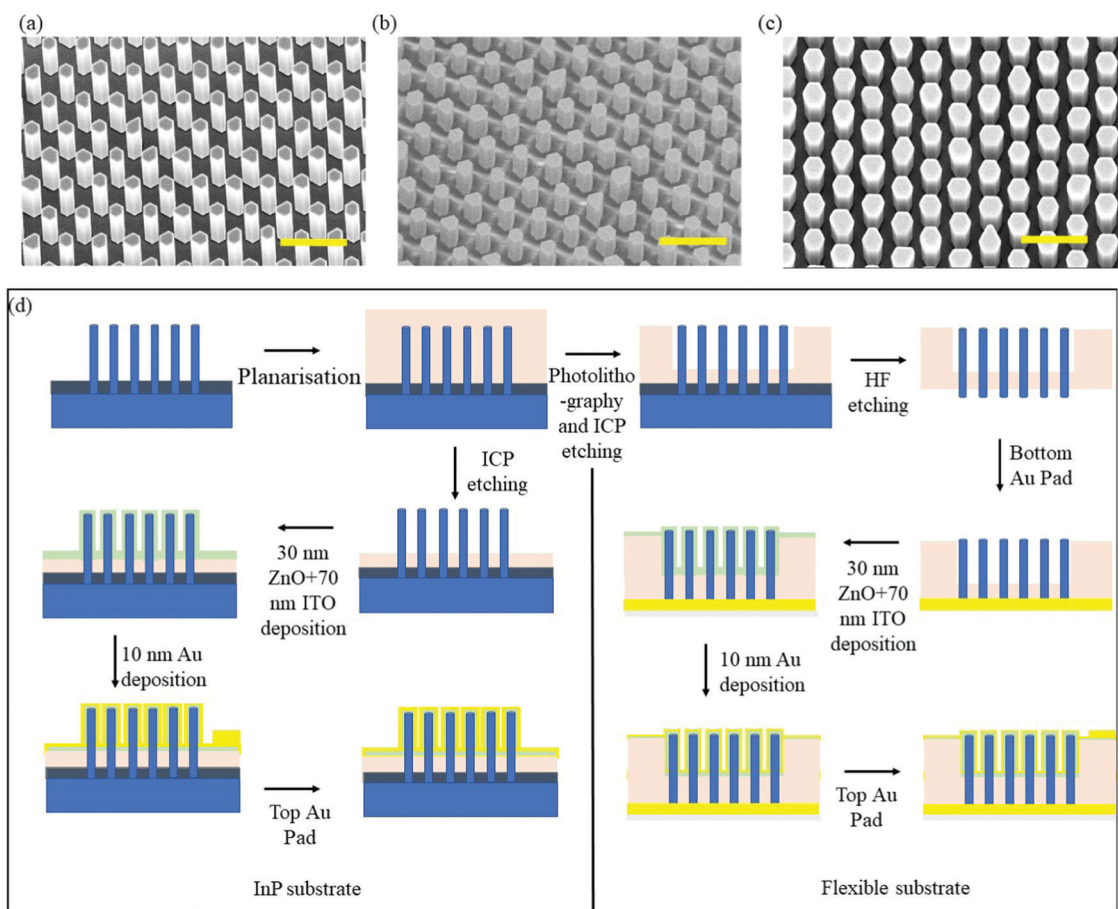 (a)
(b)
(c)
(d)
Planarisation
Photolitho
-graphy
and ICP
etching
HF
etching
ICP
etching
Bottom
Au Pad
30 nm
ZnO+70
nm ITO
deposition
30 nm
ZnO+70
nm ITO
deposition
10 nm Au
deposition
10 nm Au
deposition
Top Au
Pad
Top Au
Pad
InP substrate
Flexible substrate